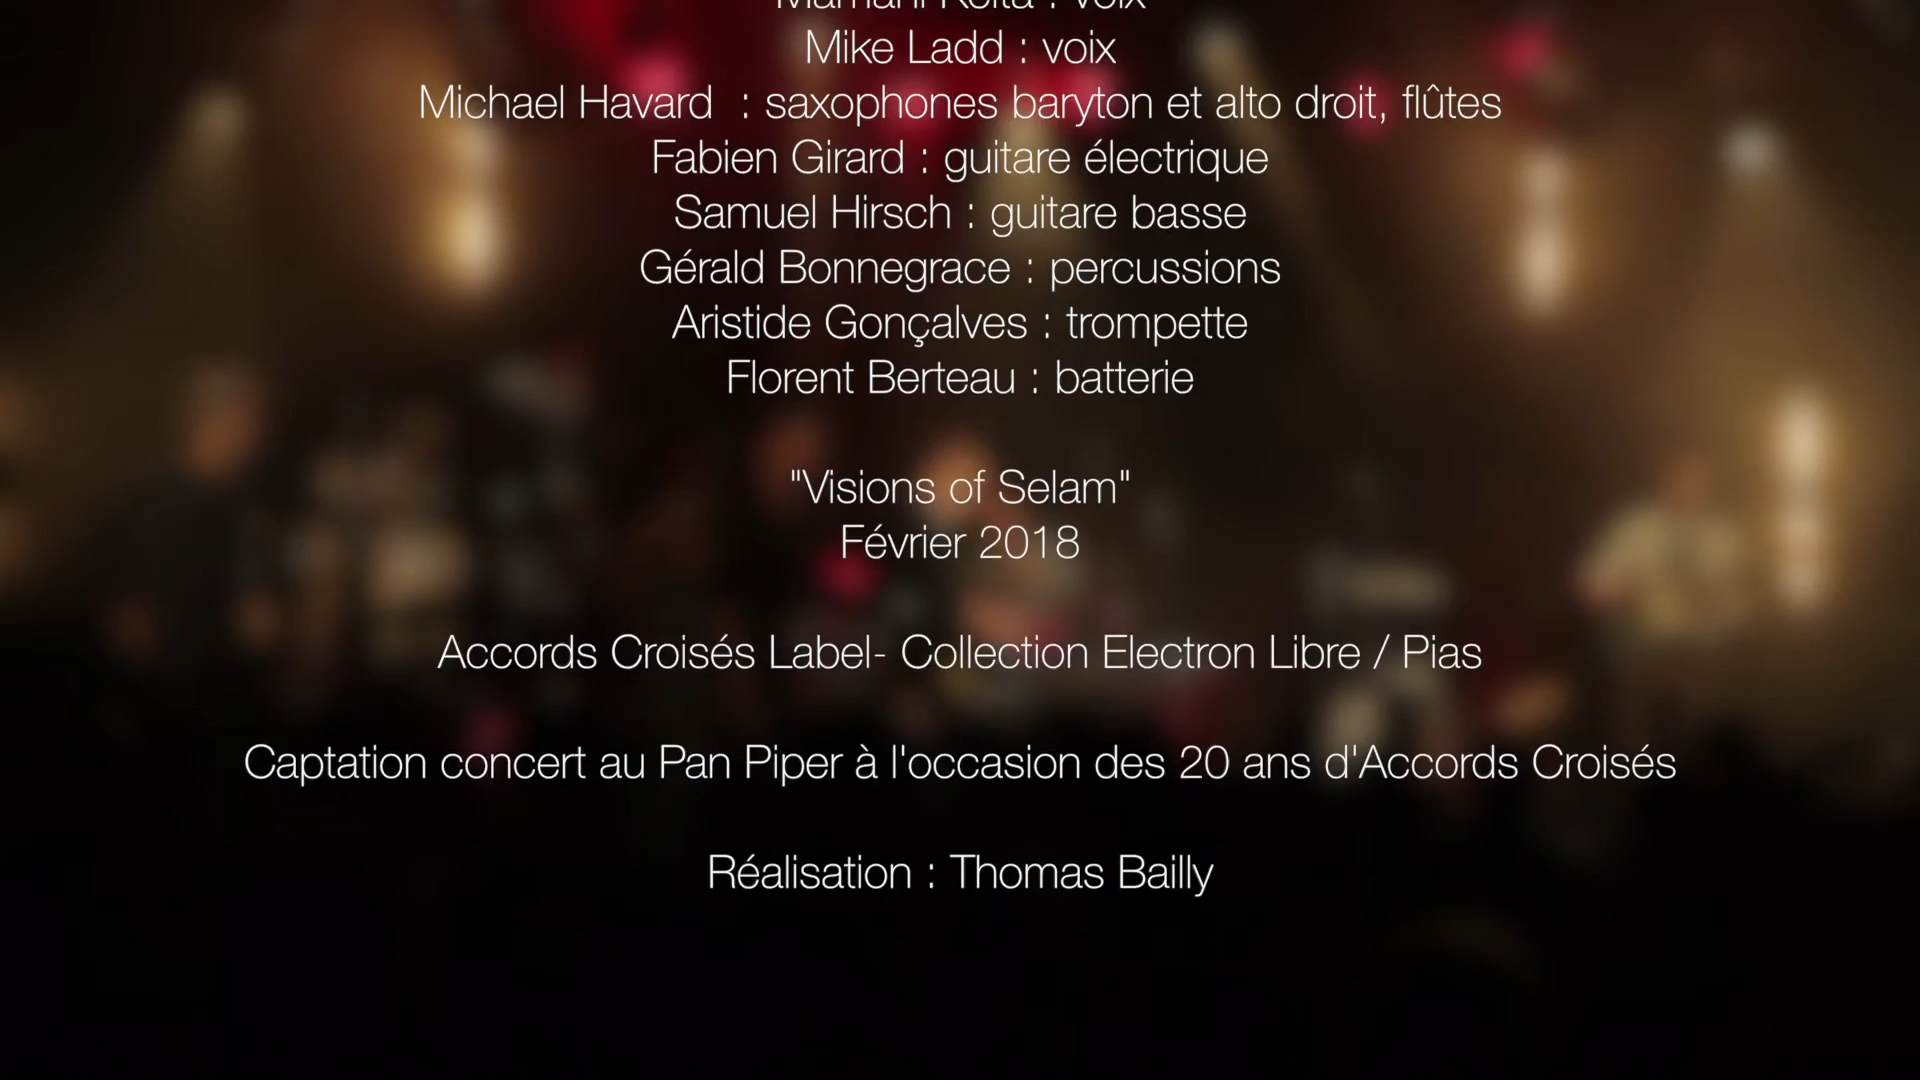 Mike Ladd : voix
Michael Havard  : saxophones baryton et alto droit, flûtes
Fabien Girard : guitare électrique
Samuel Hirsch : guitare basse
Gérald Bonnegrace : percussions
Aristide Gonçalves : trompette
Florent Berteau : batterie
"Visions of Selam"
Février 2018
Accords Croisés Label- Collection Electron Libre / Pias
Captation concert au Pan Piper à l'occasion des 20 ans d'Accords Croisés
Réalisation : Thomas Bailly